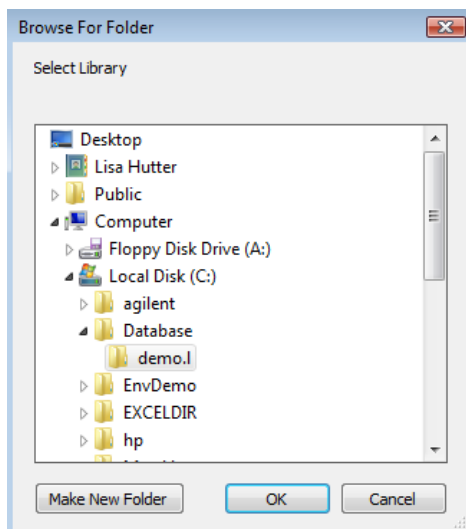 Browse For Folder
Select Library
Desktop
Lisa Hutter
Public
Computer
Floppy Disk Drive (A:)
Local Disk (C:)
agilent
Database
demo.l
EnvDemo
EXCELDIR
hp
Make New Folder
OK
Cancel